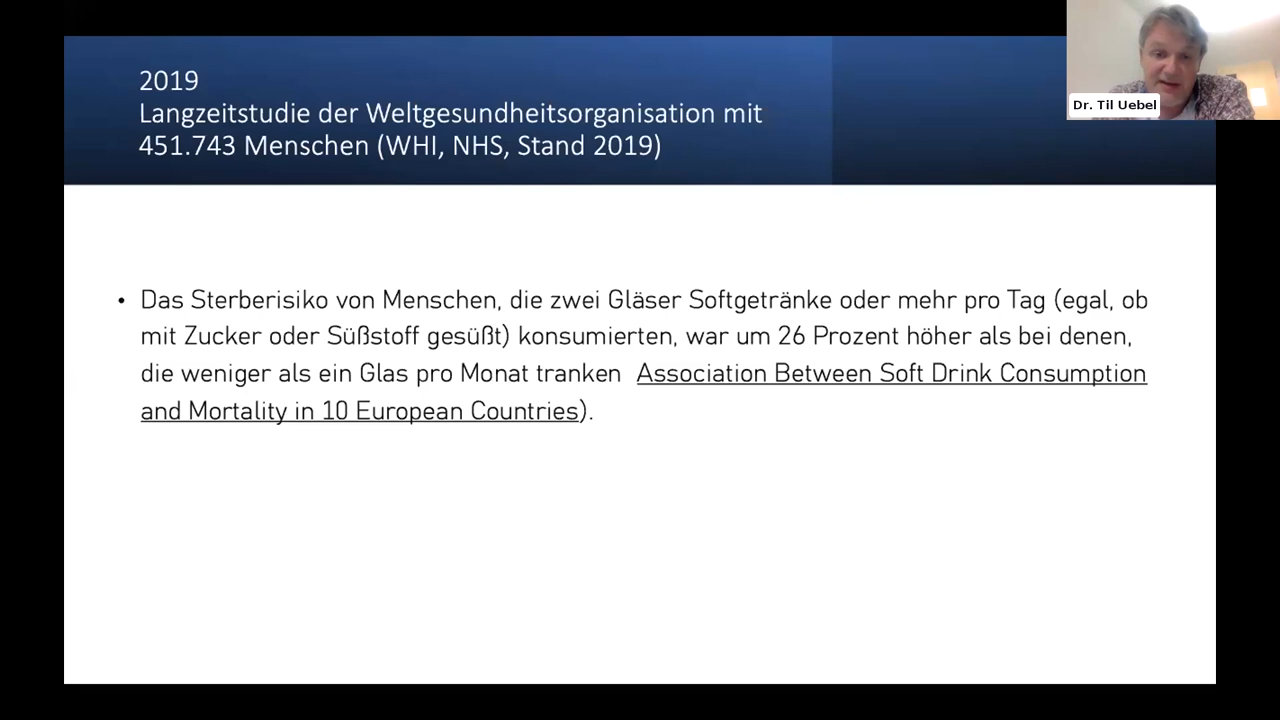 2019
Langzeitstudie der Weltgesundheitsorganisation mit
451.743 Menschen (WHI, NHS, Stand 2019)
Dr. Til Uebel
• Das Sterberisiko von Menschen, die zwei Gläser Softgetränke oder mehr pro Tag (egal, ob
mit Zucker oder Süßstoff gesüßt) konsumierten, war um 26 Prozent höher als bei denen,
die weniger als ein Glas pro Monat tranken Association Between Soft Drink Consumption
and Mortality in 10 European Countries).